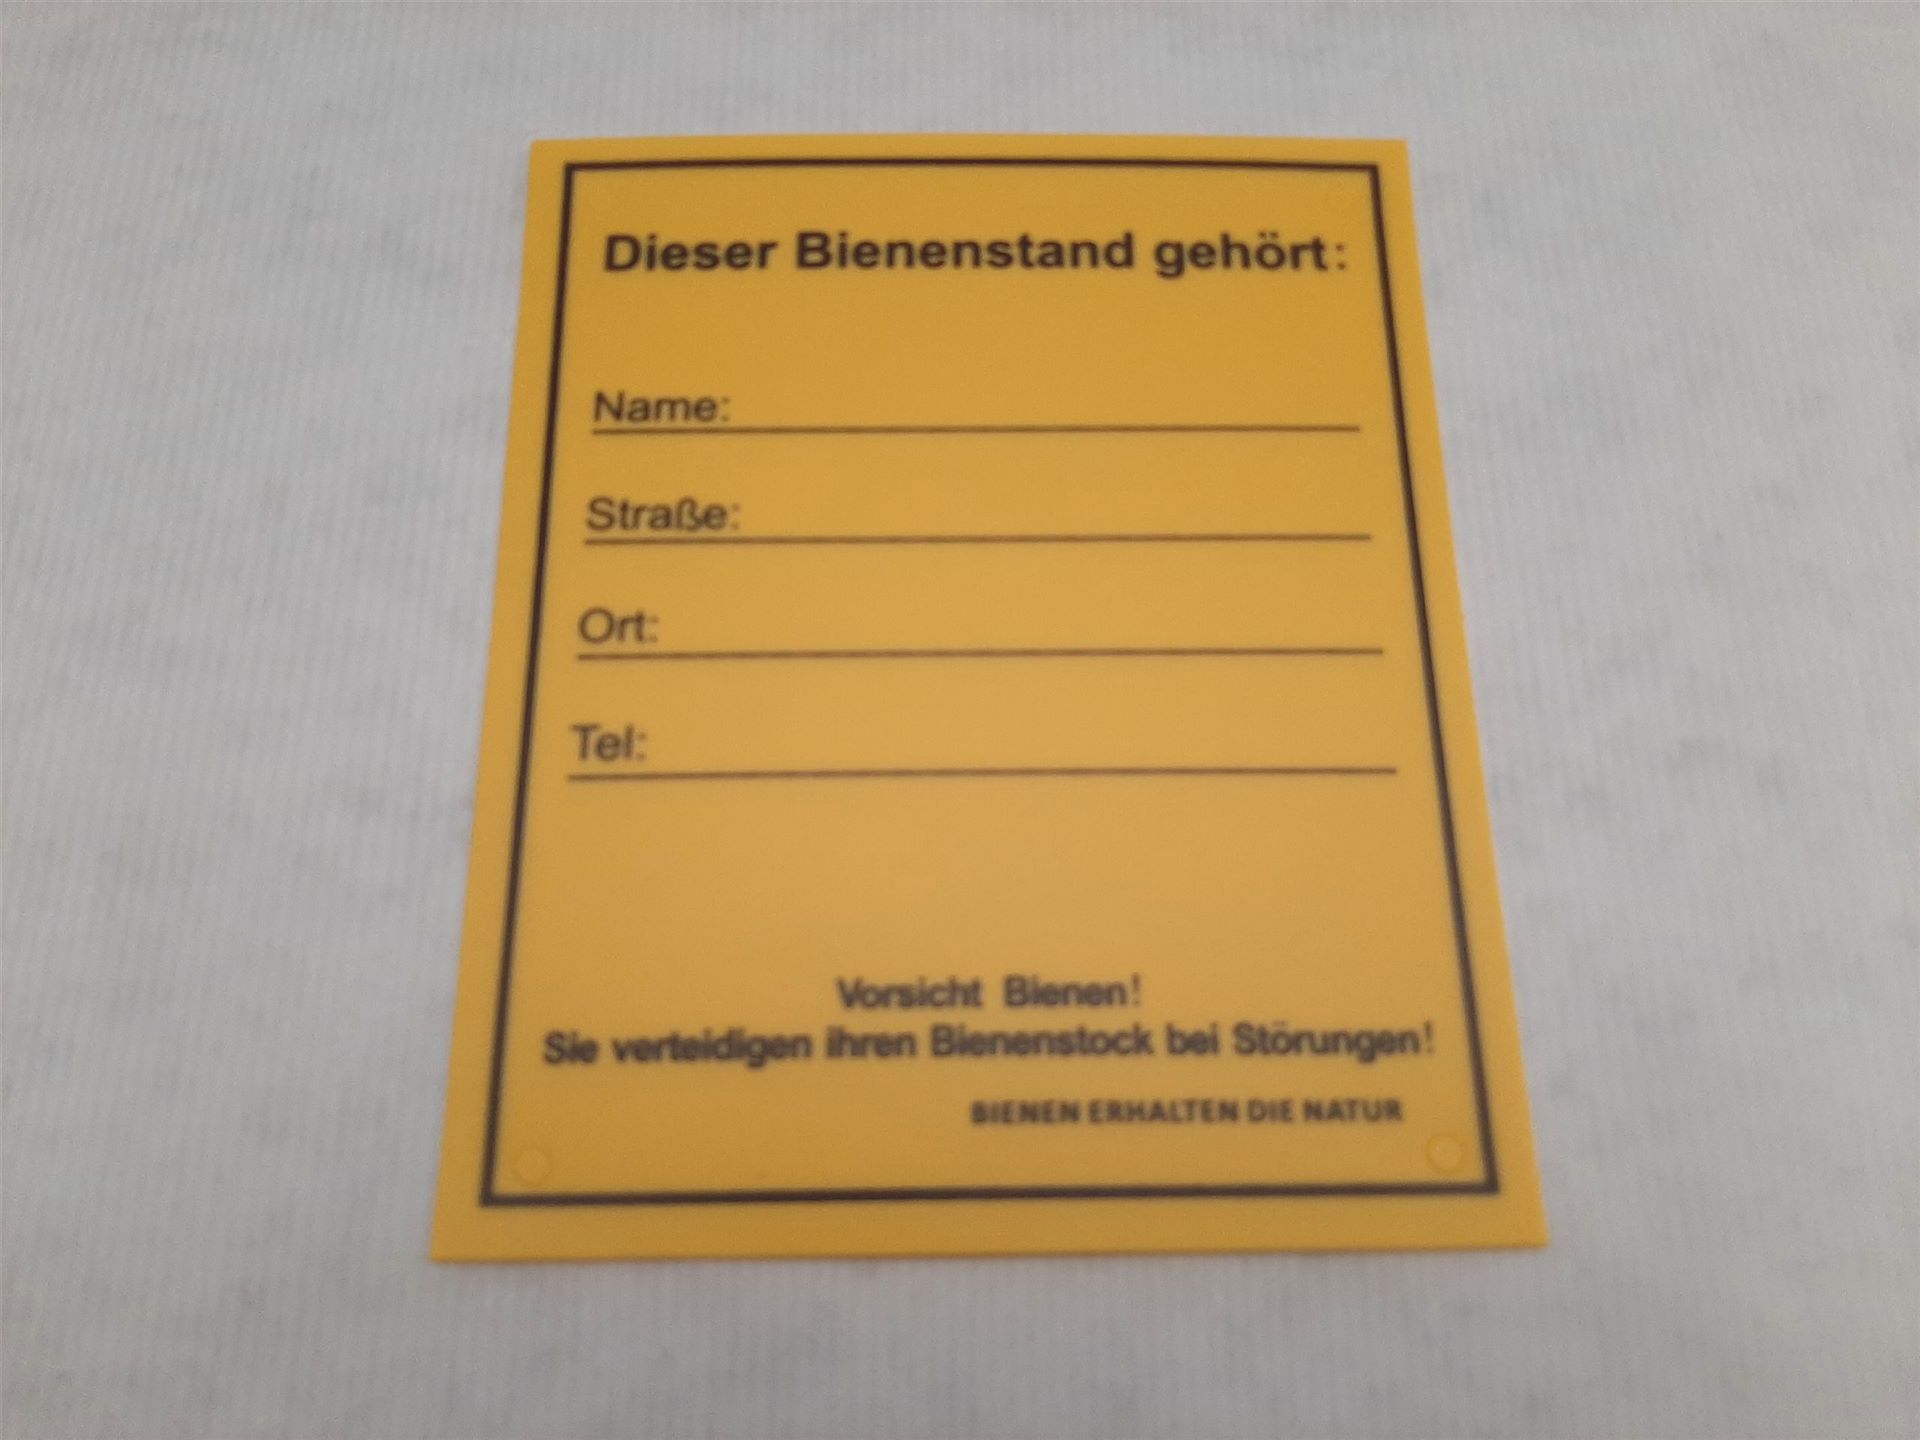 Dieser Bienenstand gehört:
Name:
Straße:
Ort:
Tel:
Vorsicht Bienen!
Sie verteidigen ihren Bienenstock bei Störungen!
BIENEN ERHALTEN DIE NATUR